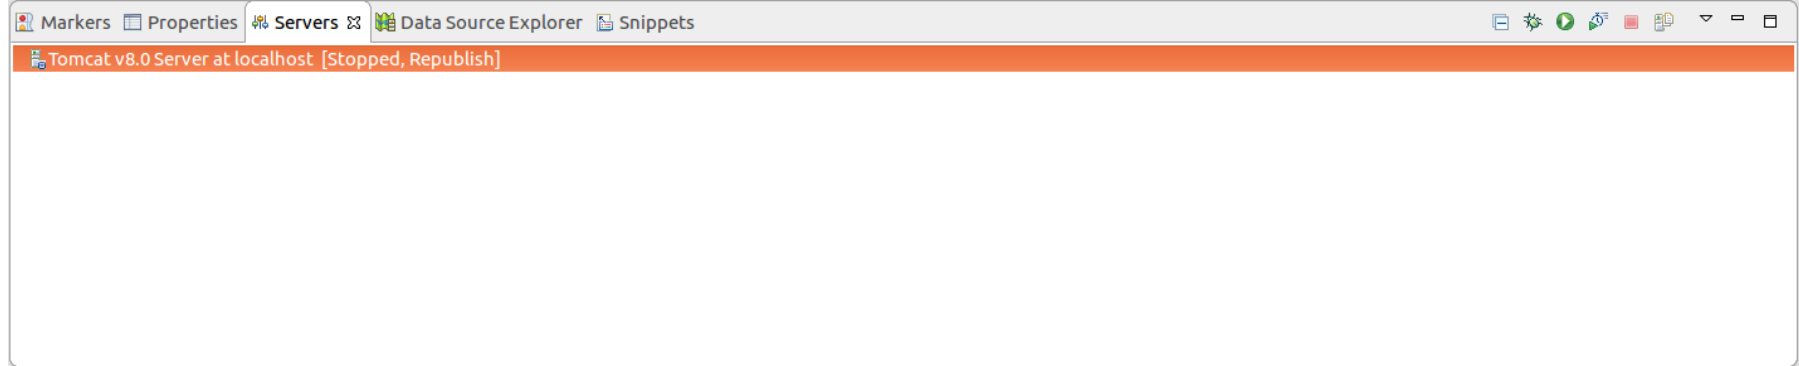 Markers Properties Servers Data Source Explorer Snippets
Tomcat v8.0 Server at localhost [Stopped, Republish]